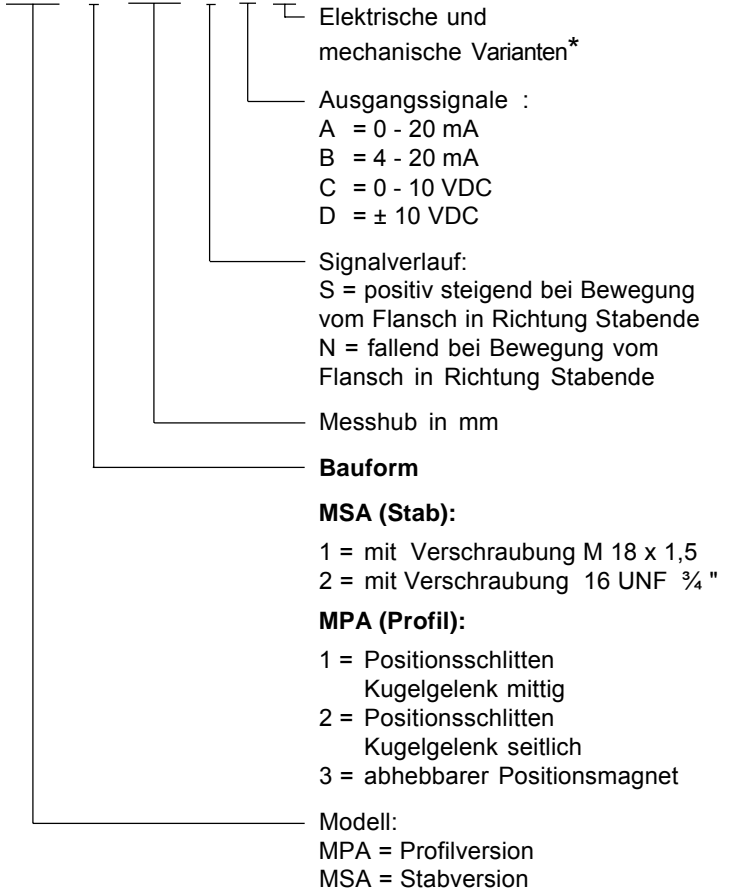 Elektrische und
mechanische Varianten*
Ausgangssignale :
A = 0 - 20 mA
B = 4 - 20 mA
C = 0 - 10 VDC
D = ± 10 VDC
Signalverlauf:
S = positiv steigend bei Bewegung
vom Flansch in Richtung Stabende
N = fallend bei Bewegung vom
Flansch in Richtung Stabende
Messhub in mm
Bauform
MSA (Stab):
1 = mit Verschraubung M 18 x 1,5
2 = mit Verschraubung 16 UNF ¾ "
MPA (Profil):
1 = Positionsschlitten
Kugelgelenk mittig
2 = Positionsschlitten
Kugelgelenk seitlich
3 = abhebbarer Positionsmagnet
Modell:
MPA = Profilversion
MSA = Stabversion